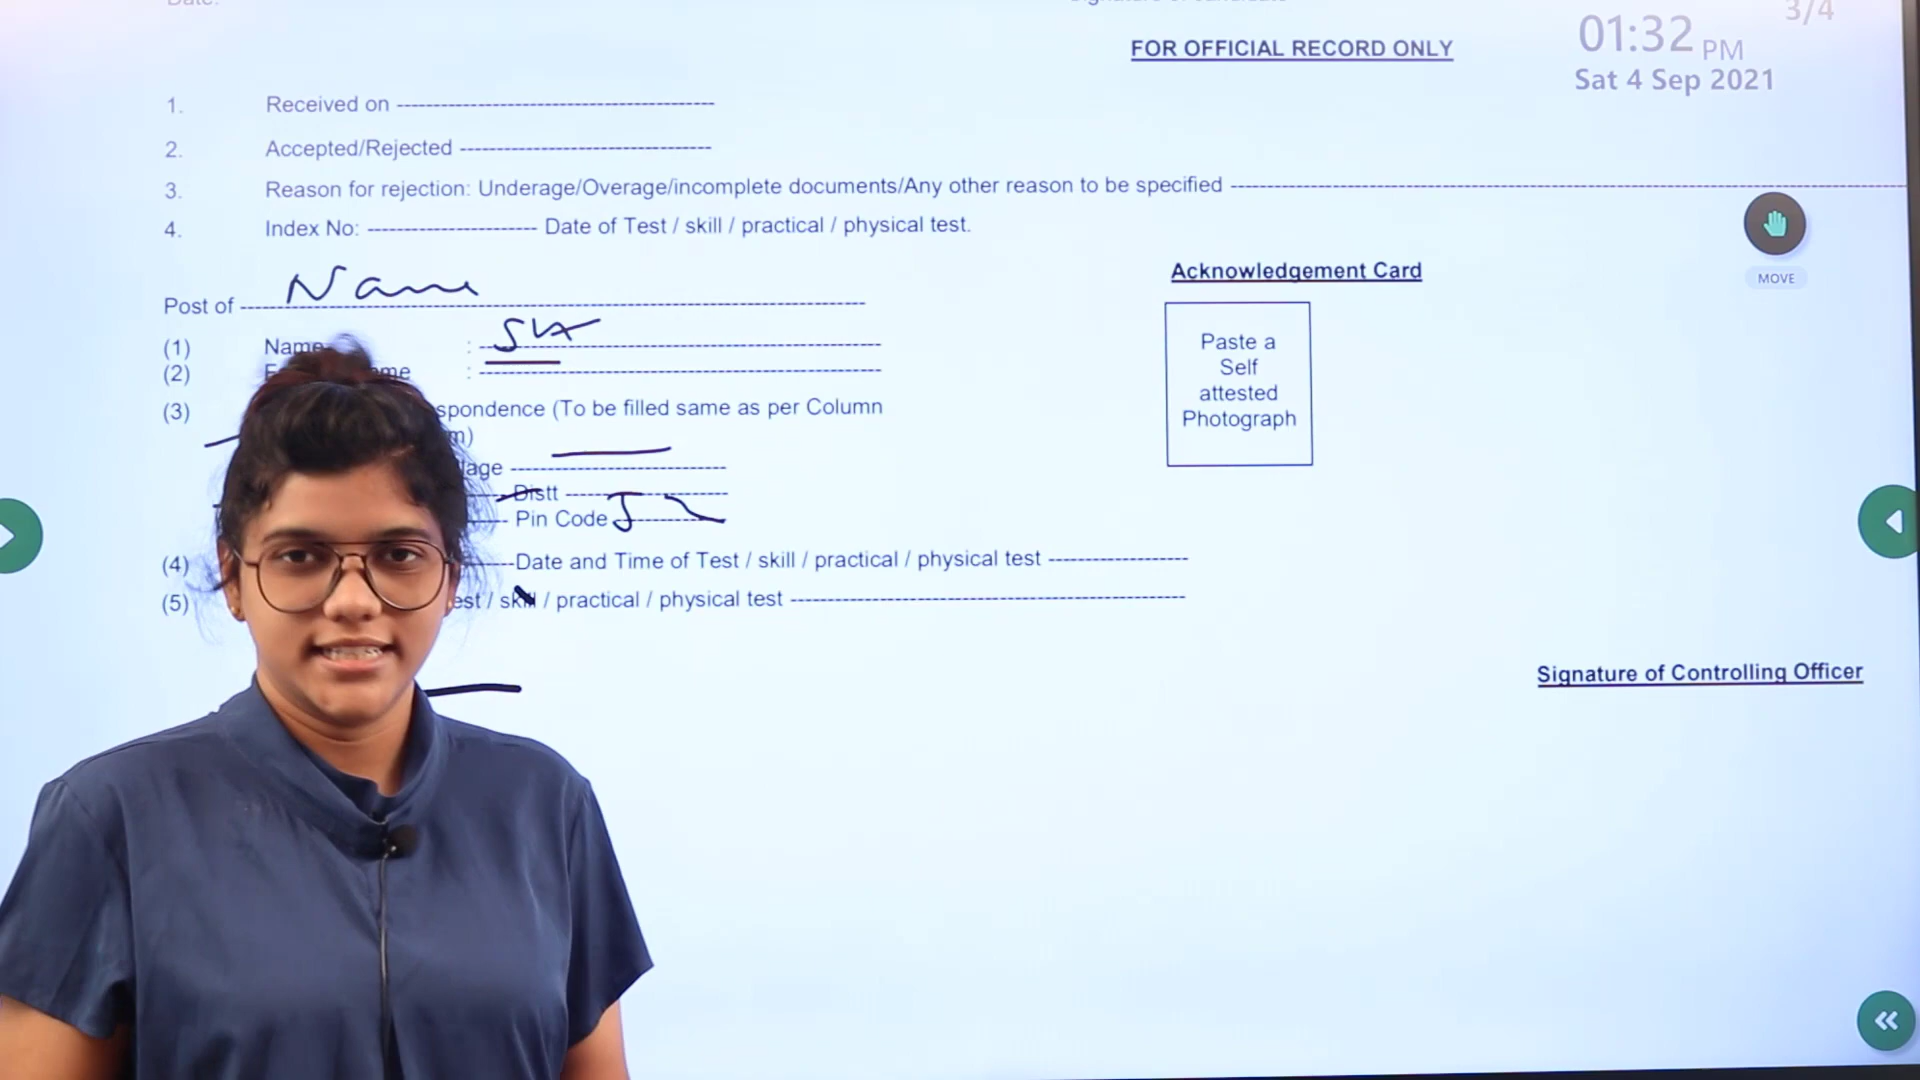 3/4
01:32 PM
Sat 4 Sep 2021
FOR OFFICIAL RECORD ONLY
1. Received on
2. Accepted/Rejected
3. Reason for rejection: Underage/Overage/incomplete documents/Any other reason to be specified
4. Index No: Date of Test / skill / practical / physical test.
MOVE
Acknowledgement Card
Name
Post of
(1) Name :
(2) :
Paste a
Self
attested
Photograph
(3) spondence (To be filled same as per Column
m)
lage
Distt
Pin Code
(4) Date and Time of Test / skill / practical / physical test
(5) est / skill / practical / physical test
Signature of Controlling Officer